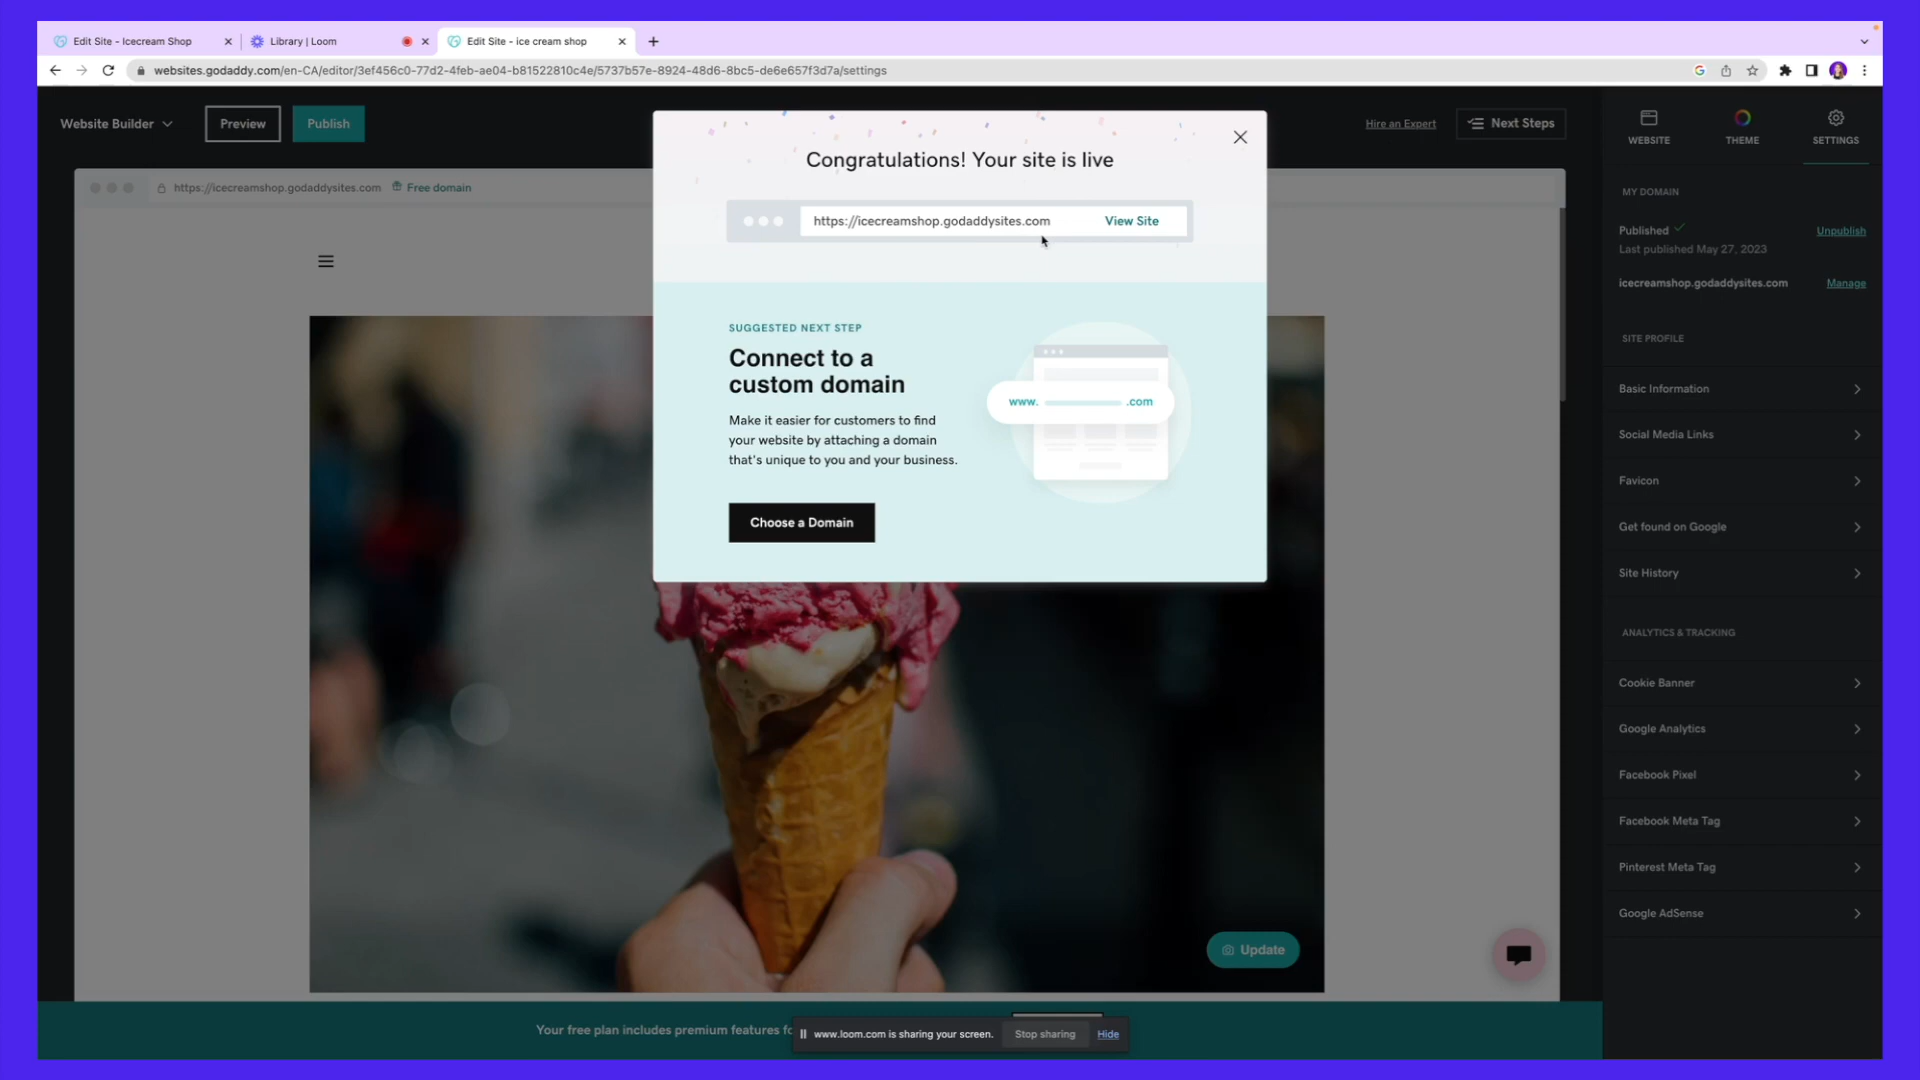 Edit Site - Icecream Shop
Library | Loom
Edit Site - ice cream shop
websites.godaddy.com/en-CA/editor/3ef456c0-77d2-4feb-ae04-b81522810c4e/5737b57e-8924-48d6-8bc5-de6e657f3d7a/settings
Website Builder
Preview
Publish
Hire an Expert
Next Steps
WEBSITE
THEME
SETTINGS
https://icecreamshop.godaddysites.com
Free domain
Congratulations! Your site is live
https://icecreamshop.godaddysites.com
View Site
SUGGESTED NEXT STEP
Connect to a
custom domain
Make it easier for customers to find
your website by attaching a domain
that's unique to you and your business.
www.
.com
Choose a Domain
MY DOMAIN
Published
Unpublish
Last published May 27, 2023
icecreamshop.godaddysites.com
Manage
SITE PROFILE
Basic Information
Social Media Links
Favicon
Get found on Google
Site History
ANALYTICS & TRACKING
Cookie Banner
Google Analytics
Facebook Pixel
Facebook Meta Tag
Pinterest Meta Tag
Google AdSense
Update
Your free plan includes premium features
www.loom.com is sharing your screen.
Stop sharing
Hide